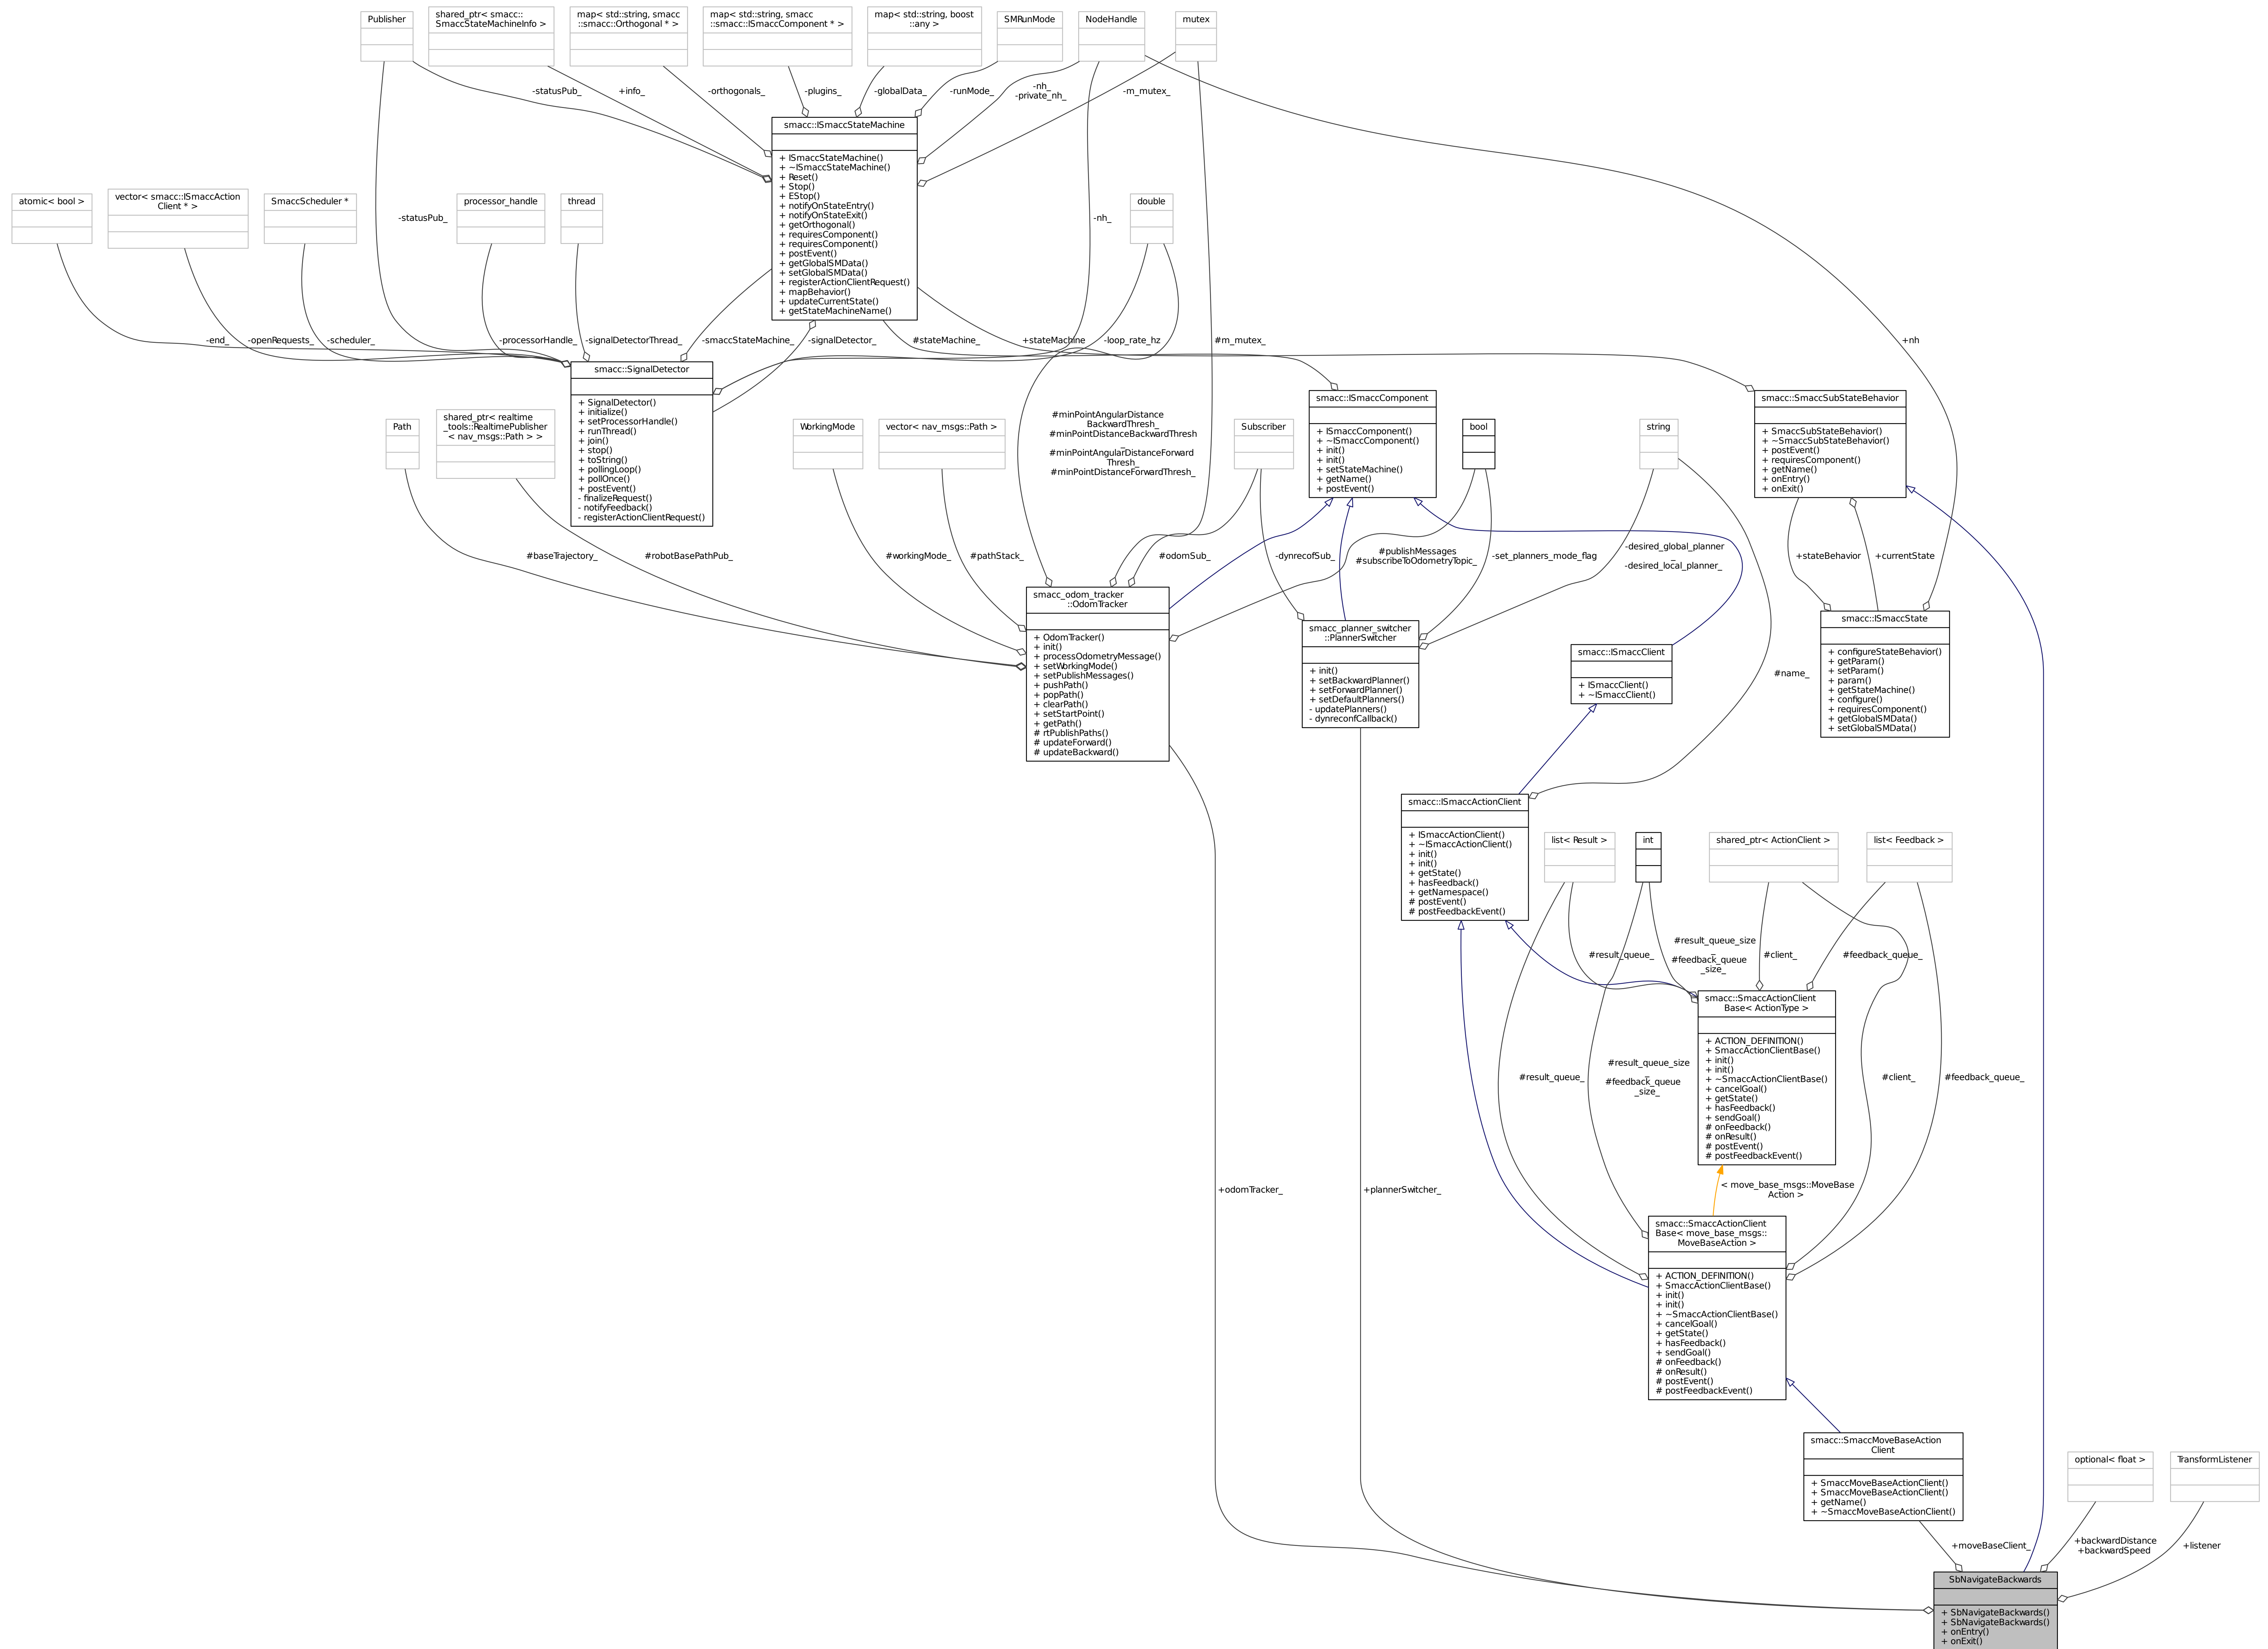 Publisher
shared_ptr< smacc::
SmaccStateMachineInfo >
map< std::string, smacc
::smacc::Orthogonal * >
map< std::string, smacc
::smacc::ISmaccComponent * >
map< std::string, boost
::any >
SMRunMode
NodeHandle
mutex
-statusPub_
+info_
-orthogonals_
-plugins_
-globalData_
-runMode_
-nh_
-private_nh_
-m_mutex_
smacc::ISmaccStateMachine
+ ISmaccStateMachine()
+ ~ISmaccStateMachine()
+ Reset()
+ Stop()
+ EStop()
+ notifyOnStateEntry()
+ notifyOnStateExit()
+ getOrthogonal()
+ requiresComponent()
+ requiresComponent()
+ postEvent()
+ getGlobalSMData()
+ setGlobalSMData()
+ registerActionClientRequest()
+ mapBehavior()
+ updateCurrentState()
+ getStateMachineName()
atomic< bool >
vector< smacc::ISmaccAction
Client * >
SmaccScheduler *
processor_handle
thread
-statusPub_
-nh_
double
-end_
-openRequests_
-scheduler_
-processorHandle_
-signalDetectorThread_
-smaccStateMachine_
-signalDetector_
#stateMachine_
+stateMachine
-loop_rate_hz
#m_mutex_
+nh
smacc::SignalDetector
+ SignalDetector()
+ initialize()
+ setProcessorHandle()
+ runThread()
+ join()
+ stop()
+ toString()
+ pollingLoop()
+ pollOnce()
+ postEvent()
- finalizeRequest()
- notifyFeedback()
- registerActionClientRequest()
Path
shared_ptr< realtime
_tools::RealtimePublisher
< nav_msgs::Path > >
WorkingMode
vector< nav_msgs::Path >
#minPointAngularDistance
BackwardThresh_
#minPointDistanceBackwardThresh
_
#minPointAngularDistanceForward
Thresh_
#minPointDistanceForwardThresh_
Subscriber
smacc::ISmaccComponent
+ ISmaccComponent()
+ ~ISmaccComponent()
+ init()
+ init()
+ setStateMachine()
+ getName()
+ postEvent()
bool
string
smacc::SmaccSubStateBehavior
+ SmaccSubStateBehavior()
+ ~SmaccSubStateBehavior()
+ postEvent()
+ requiresComponent()
+ getName()
+ onEntry()
+ onExit()
#baseTrajectory_
#robotBasePathPub_
#workingMode_
#pathStack_
#odomSub_
-dynrecofSub_
#publishMessages
#subscribeToOdometryTopic_
-set_planners_mode_flag
-desired_global_planner
_
-desired_local_planner_
+stateBehavior
+currentState
smacc_odom_tracker
::OdomTracker
+ OdomTracker()
+ init()
+ processOdometryMessage()
+ setWorkingMode()
+ setPublishMessages()
+ pushPath()
+ popPath()
+ clearPath()
+ setStartPoint()
+ getPath()
# rtPublishPaths()
# updateForward()
# updateBackward()
smacc_planner_switcher
::PlannerSwitcher
+ init()
+ setBackwardPlanner()
+ setForwardPlanner()
+ setDefaultPlanners()
- updatePlanners()
- dynreconfCallback()
smacc::ISmaccClient
+ ISmaccClient()
+ ~ISmaccClient()
#name_
smacc::ISmaccState
+ configureStateBehavior()
+ getParam()
+ setParam()
+ param()
+ getStateMachine()
+ configure()
+ requiresComponent()
+ getGlobalSMData()
+ setGlobalSMData()
smacc::ISmaccActionClient
+ ISmaccActionClient()
+ ~ISmaccActionClient()
+ init()
+ init()
+ getState()
+ hasFeedback()
+ getNamespace()
# postEvent()
# postFeedbackEvent()
list< Result >
int
shared_ptr< ActionClient >
list< Feedback >
#result_queue_
#result_queue_size
_
#feedback_queue
_size_
#client_
#feedback_queue_
smacc::SmaccActionClient
Base< ActionType >
+ ACTION_DEFINITION()
+ SmaccActionClientBase()
+ init()
+ init()
+ ~SmaccActionClientBase()
+ cancelGoal()
+ getState()
+ hasFeedback()
+ sendGoal()
# onFeedback()
# onResult()
# postEvent()
# postFeedbackEvent()
#result_queue_
#result_queue_size
_
#feedback_queue
_size_
#client_
#feedback_queue_
+odomTracker_
+plannerSwitcher_
< move_base_msgs::MoveBase
Action >
smacc::SmaccActionClient
Base< move_base_msgs::
MoveBaseAction >
+ ACTION_DEFINITION()
+ SmaccActionClientBase()
+ init()
+ init()
+ ~SmaccActionClientBase()
+ cancelGoal()
+ getState()
+ hasFeedback()
+ sendGoal()
# onFeedback()
# onResult()
# postEvent()
# postFeedbackEvent()
smacc::SmaccMoveBaseAction
Client
+ SmaccMoveBaseActionClient()
+ SmaccMoveBaseActionClient()
+ getName()
+ ~SmaccMoveBaseActionClient()
optional< float >
TransformListener
+moveBaseClient_
+backwardDistance
+backwardSpeed
+listener
SbNavigateBackwards
+ SbNavigateBackwards()
+ SbNavigateBackwards()
+ onEntry()
+ onExit()